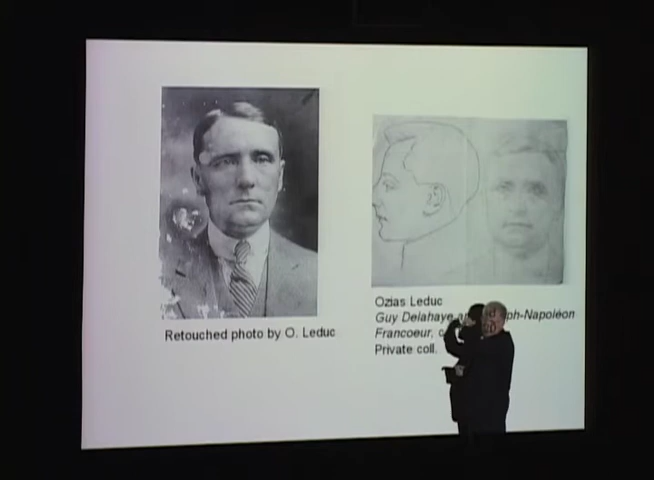 Retouched photo by O. Leduc
Ozias Leduc
Guy Delahaye ph-Napoléon
Francoeur, c
Private coll.